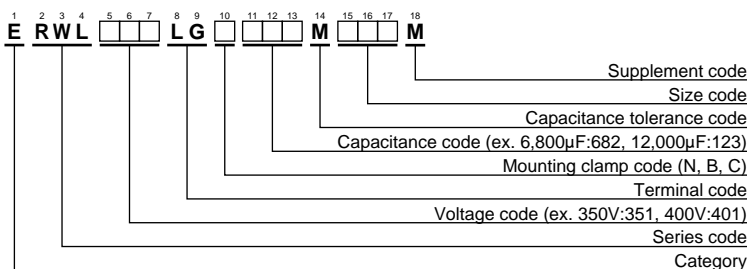 1 2 3 4 5 6 7 8 9 10 11 12 13 14 15 16 17 18
E RWL LG M M
Supplement code
Size code
Capacitance tolerance code
Capacitance code (ex. 6,800µF:682, 12,000µF:123)
Mounting clamp code (N, B, C)
Terminal code
Voltage code (ex. 350V:351, 400V:401)
Series code
Category